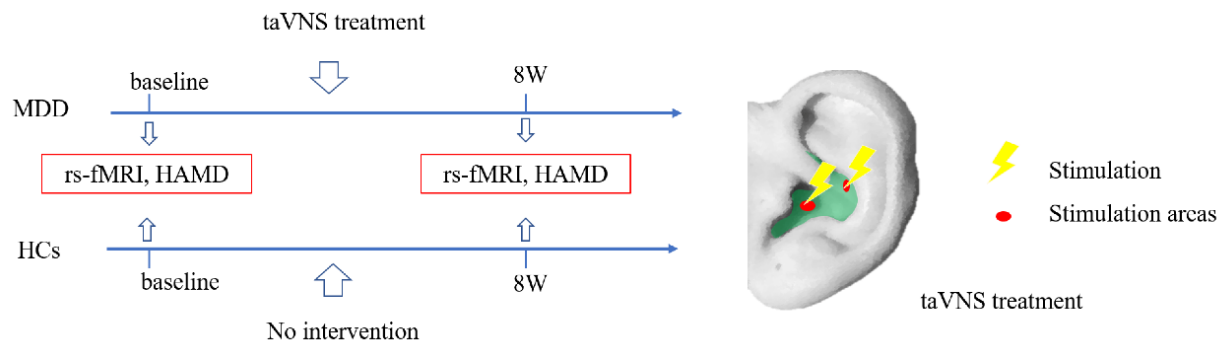 taVNS treatment
baseline
8W
MDD
rs-fMRI, HAMD
rs-fMRI, HAMD
HCs
baseline
8W
No intervention
Stimulation
Stimulation arcas
taVNS treatment